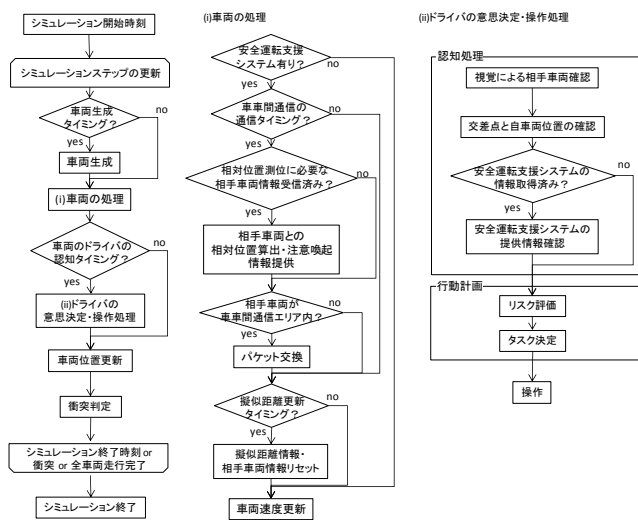 シミュレーション開始時刻
シミュレーションステップの更新
車両生成
タイミング?
no
yes
車両生成
(i)車両の処理
車両のドライバの
認知タイミング?
no
yes
(ii)ドライバの
意思決定・操作処理
車両位置更新
衝突判定
シミュレーション終了時刻 or
衝突 or 全車両走行完了
シミュレーション終了
(i)車両の処理
安全運転支援
システム有り?
no
yes
車車間通信の
通信タイミング?
no
yes
相対位置測位に必要な
相手車両情報受信済み?
no
yes
相手車両との
相対位置算出・注意喚起
情報提供
相手車両が
車車間通信エリア内?
no
yes
パケット交換
擬似距離更新
タイミング?
no
yes
擬似距離情報・
相手車両情報リセット
車両速度更新
(ii)ドライバの意思決定・操作処理
認知処理
視覚による相手車両確認
交差点と自車両位置の確認
安全運転支援システムの
情報取得済み?
no
yes
安全運転支援システムの
提供情報確認
行動計画
リスク評価
タスク決定
操作